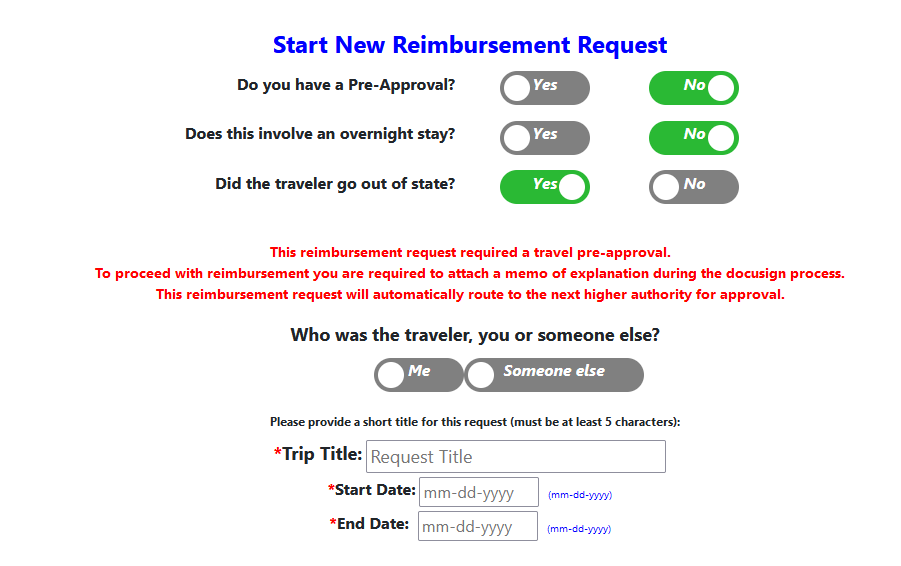 Start New Reimbursement Request
Do you have a Pre-Approval? Yes No
Does this involve an overnight stay? Yes No
Did the traveler go out of state? Yes No
This reimbursement request required a travel pre-approval.
To proceed with reimbursement you are required to attach a memo of explanation during the docusign process.
This reimbursement request will automatically route to the next higher authority for approval.
Who was the traveler, you or someone else?
Me Someone else
Please provide a short title for this request (must be at least 5 characters):
*Trip Title: Request Title
*Start Date: mm-dd-yyyy (mm-dd-yyyy)
*End Date: mm-dd-yyyy (mm-dd-yyyy)